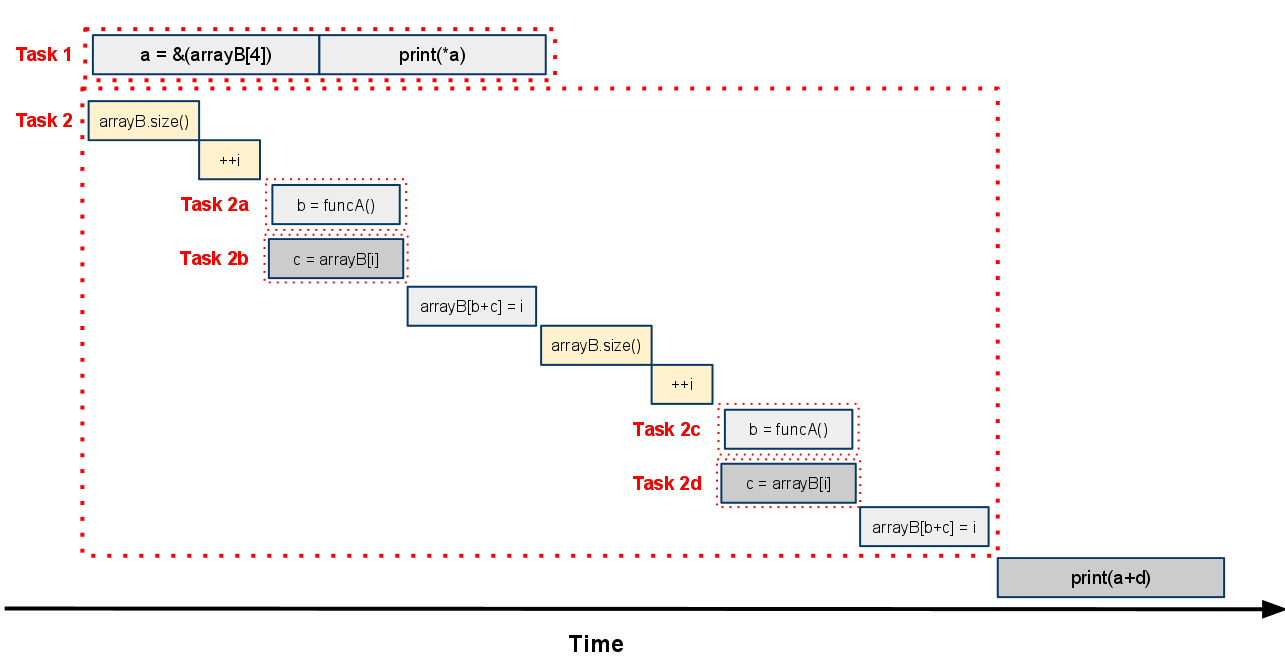 Task 1
a = &(arrayB[4])
print(*a)
Task 2
arrayB.size()
++i
Task 2a
b = funcA()
Task 2b
c = arrayB[i]
arrayB[b+c] = i
arrayB.size()
++i
Task 2c
b = funcA()
Task 2d
c = arrayB[i]
arrayB[b+c] = i
print(a+d)
Time